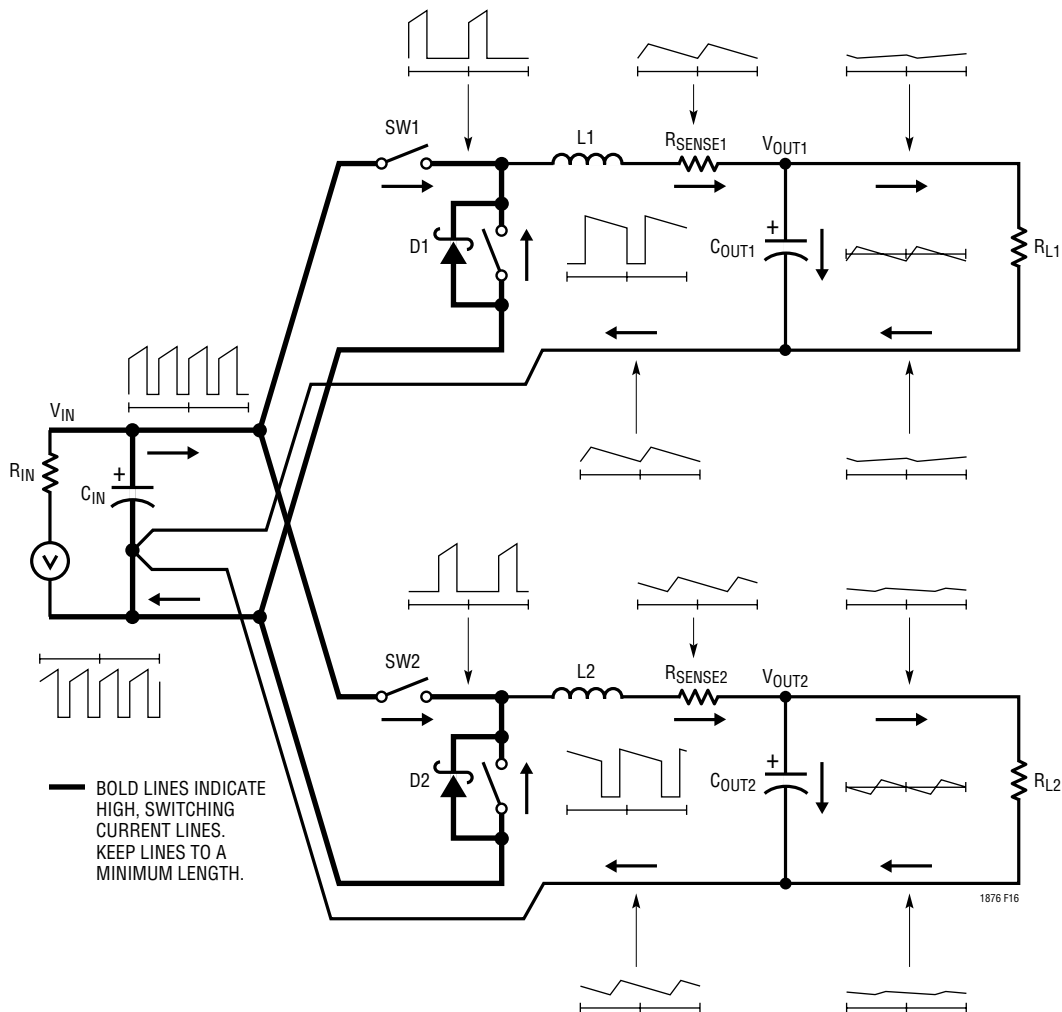 SW1
L1
RSENSE1
VOUT1
D1
COUT1
+
RL1
VIN
RIN
+
CIN
V
SW2
L2
RSENSE2
VOUT2
D2
COUT2
+
RL2
BOLD LINES INDICATE
HIGH, SWITCHING
CURRENT LINES.
KEEP LINES TO A
MINIMUM LENGTH.
1876 F16